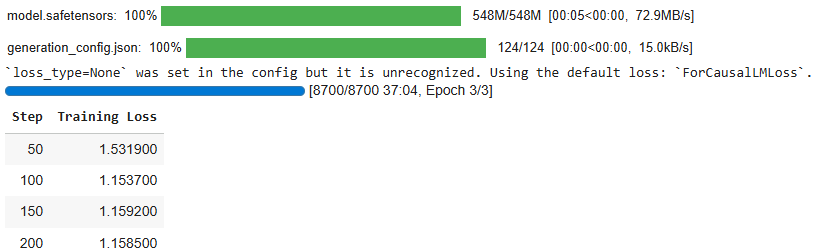 model.safetensors: 100% 548M/548M [00:05<00:00, 72.9MB/s]
generation_config.json: 100% 124/124 [00:00<00:00, 15.0kB/s]
`loss_type=None` was set in the config but it is unrecognized. Using the default loss: `ForCausalLMLoss`.
[8700/8700 37:04, Epoch 3/3]
Step Training Loss
50 1.531900
100 1.153700
150 1.159200
200 1.158500